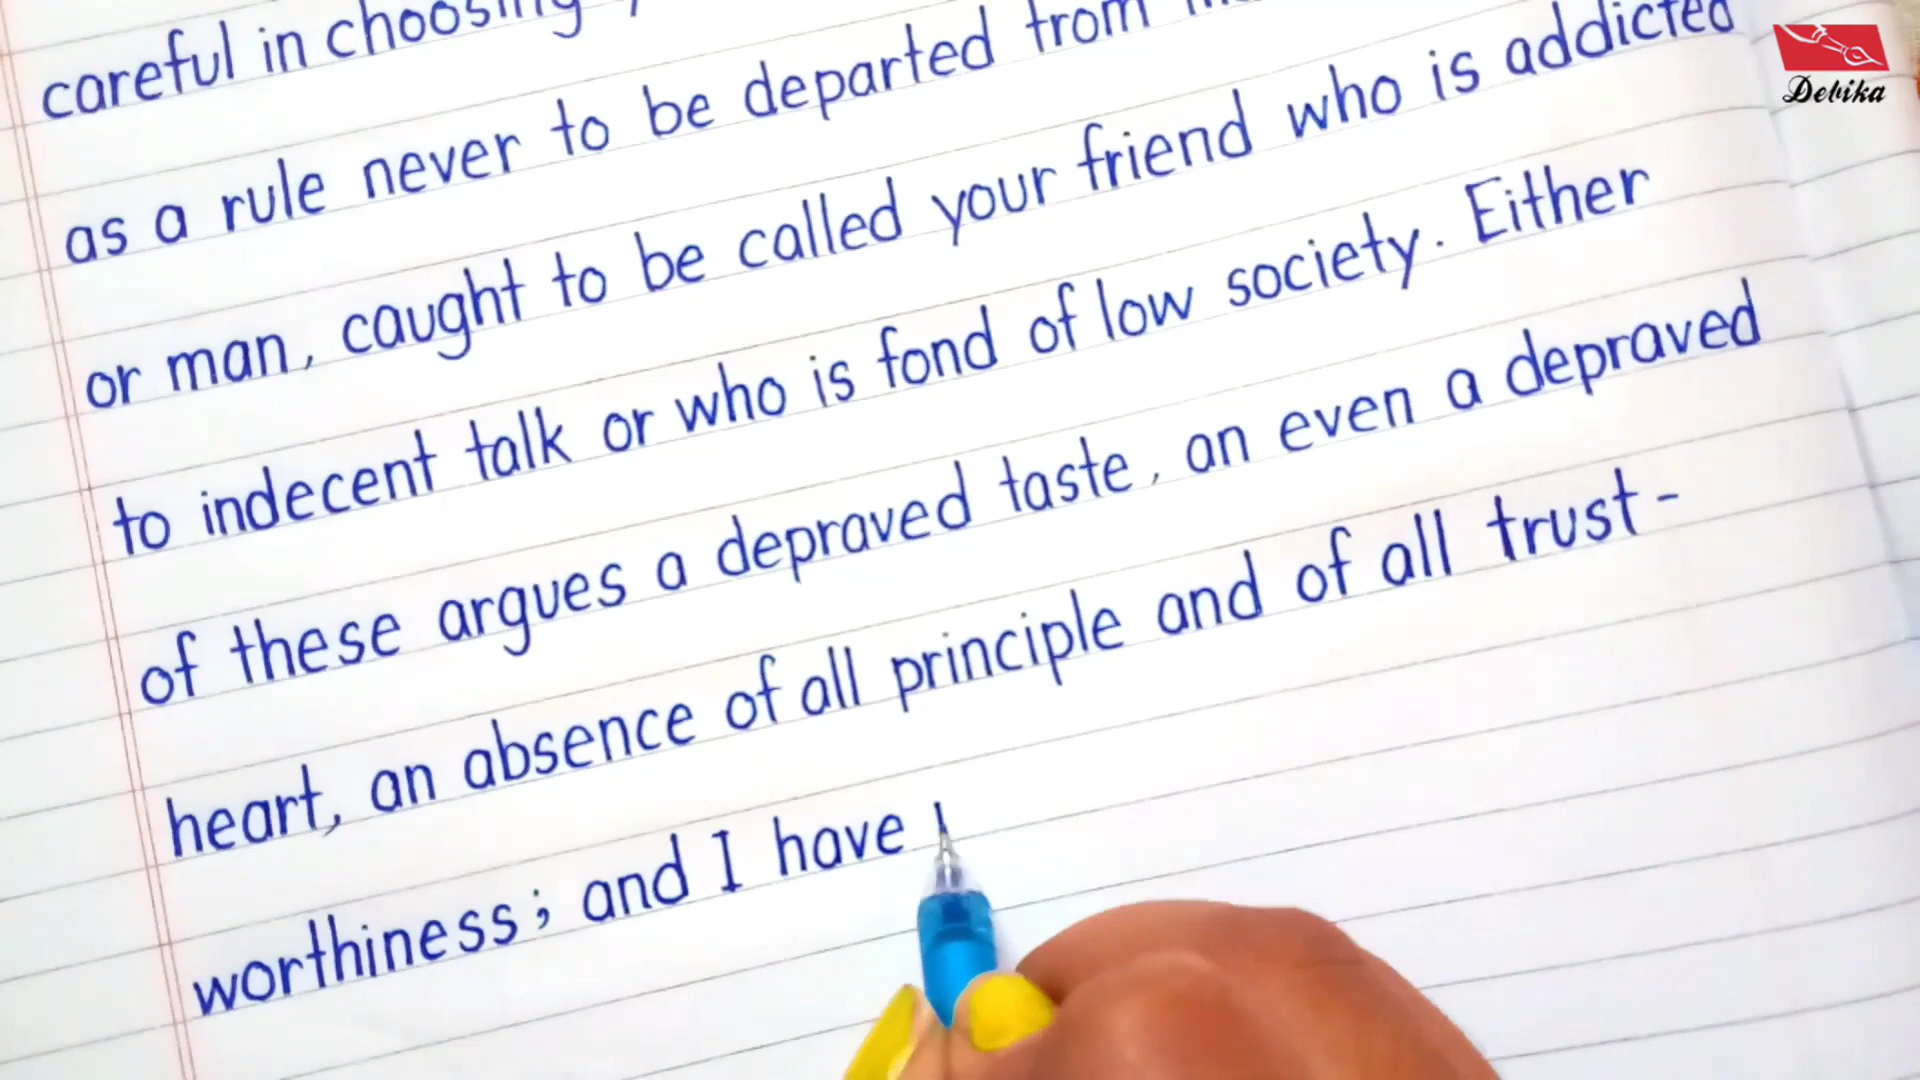 careful in choosing
as a rule never to be departed from
or man, caught to be called your friend who is addicted
to indecent talk or who is fond of low society. Either
of these argues a depraved taste, an even a depraved
heart, an absence of all principle and of all trust-
worthiness; and I have
Debika